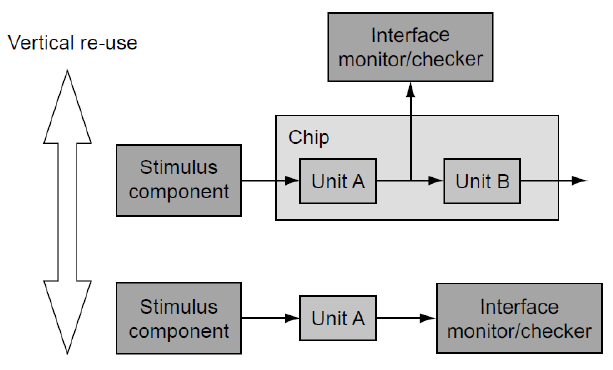 Vertical re-use
Interface
monitor/checker
Chip
Stimulus
component
Unit A
Unit B
Stimulus
component
Unit A
Interface
monitor/checker